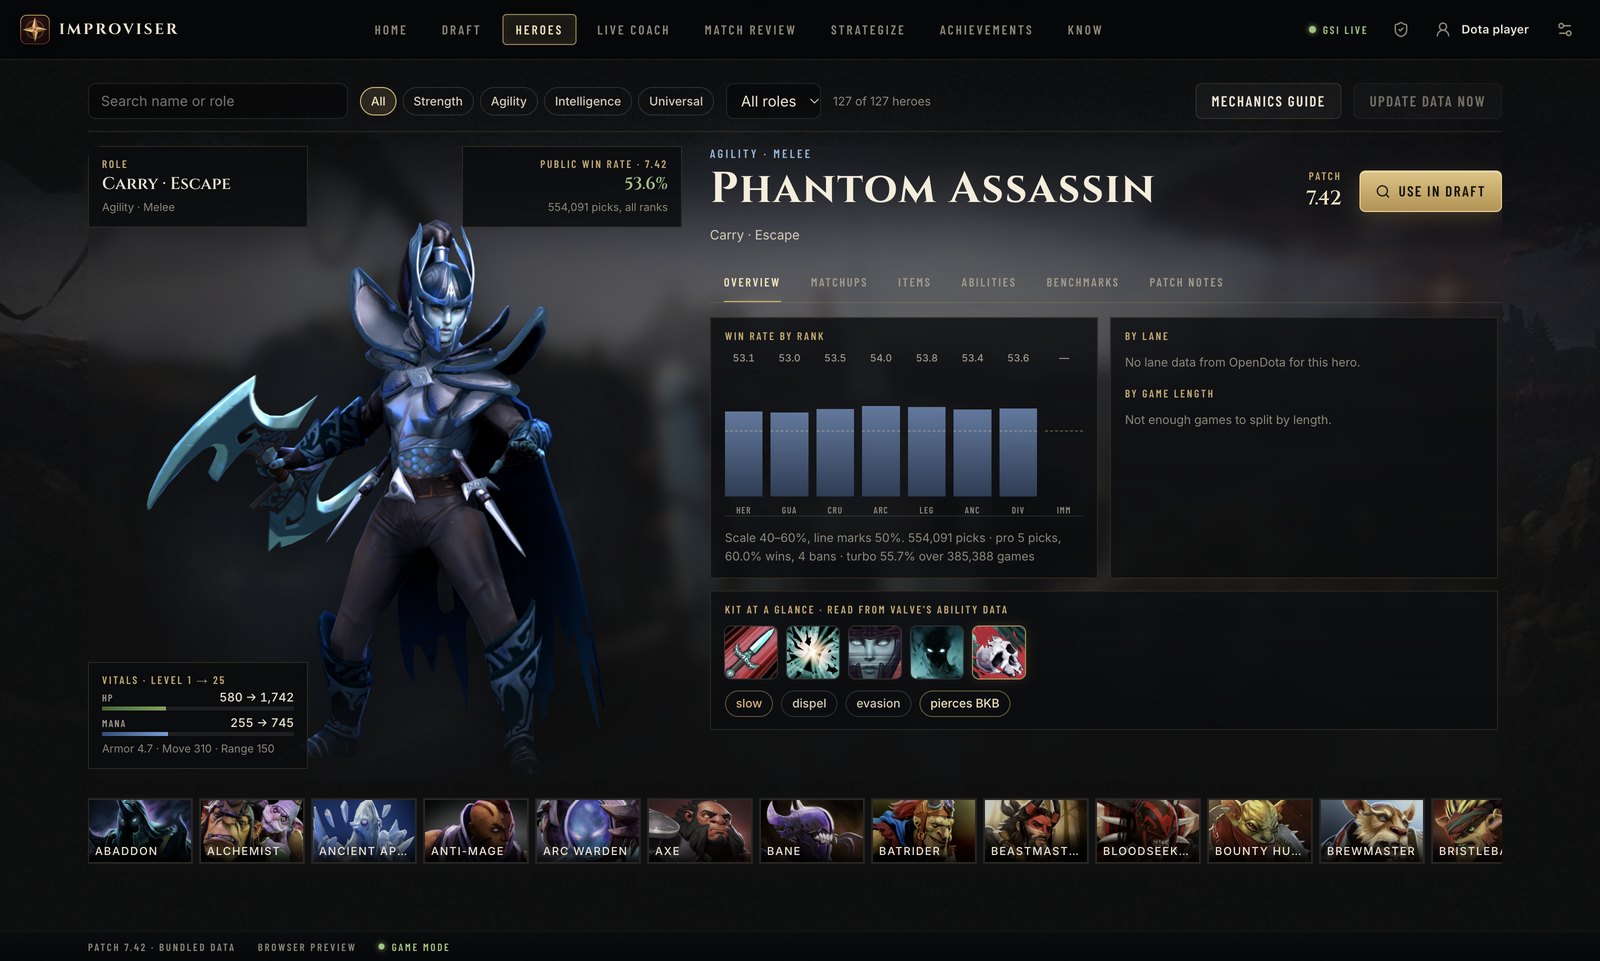 IMPROVISER
HOME DRAFT HEROES LIVE COACH MATCH REVIEW STRATEGIZE ACHIEVEMENTS KNOW
GSI LIVE
Dota player
Search name or role
All Strength Agility Intelligence Universal All roles 127 of 127 heroes
MECHANICS GUIDE UPDATE DATA NOW
ROLE
CARRY · ESCAPE
Agility · Melee
PUBLIC WIN RATE · 7.42
53.6%
554,091 picks, all ranks
AGILITY · MELEE
PHANTOM ASSASSIN
Carry · Escape
PATCH
7.42
USE IN DRAFT
OVERVIEW MATCHUPS ITEMS ABILITIES BENCHMARKS PATCH NOTES
WIN RATE BY RANK
53.1 53.0 53.5 54.0 53.8 53.4 53.6 —
HER GUA CRU ARC LEG ANC DIV IMM
Scale 40–60%, line marks 50%. 554,091 picks · pro 5 picks,
60.0% wins, 4 bans · turbo 55.7% over 385,388 games
BY LANE
No lane data from OpenDota for this hero.
BY GAME LENGTH
Not enough games to split by length.
KIT AT A GLANCE · READ FROM VALVE'S ABILITY DATA
slow dispel evasion pierces BKB
VITALS · LEVEL 1 → 25
HP 580 → 1,742
MANA 255 → 745
Armor 4.7 · Move 310 · Range 150
ABADDON ALCHEMIST ANCIENT AP... ANTI-MAGE ARC WARDEN AXE BANE BATRIDER BEASTMAST... BLOODSEEK... BOUNTY HU... BREWMASTER BRISTLEBA
PATCH 7.42 · BUNDLED DATA BROWSER PREVIEW GAME MODE